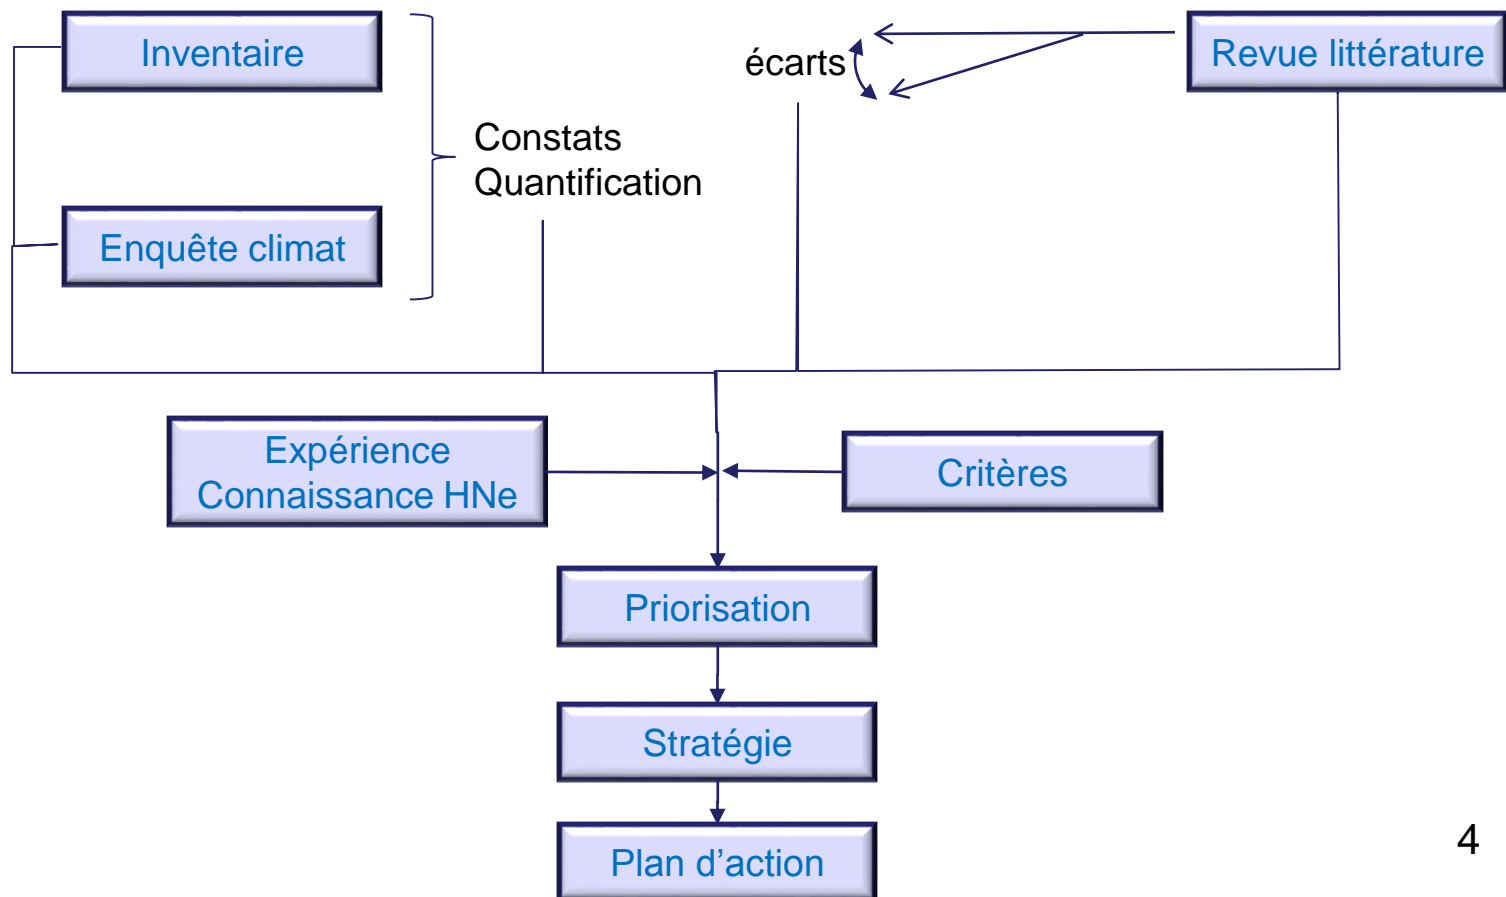 Inventaire
écarts
Revue littérature
Constats
Quantification
Enquête climat
Expérience
Connaissance HNe
Critères
Priorisation
Stratégie
Plan d’action
4